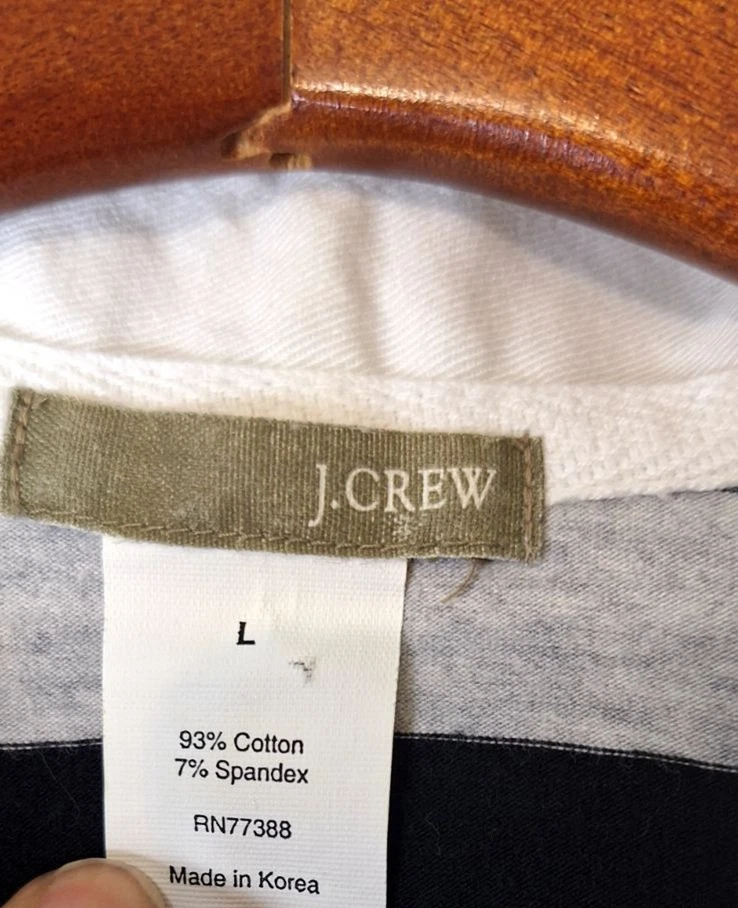 J.CREW
L
93% Cotton
7% Spandex
RN77388
Made in Korea